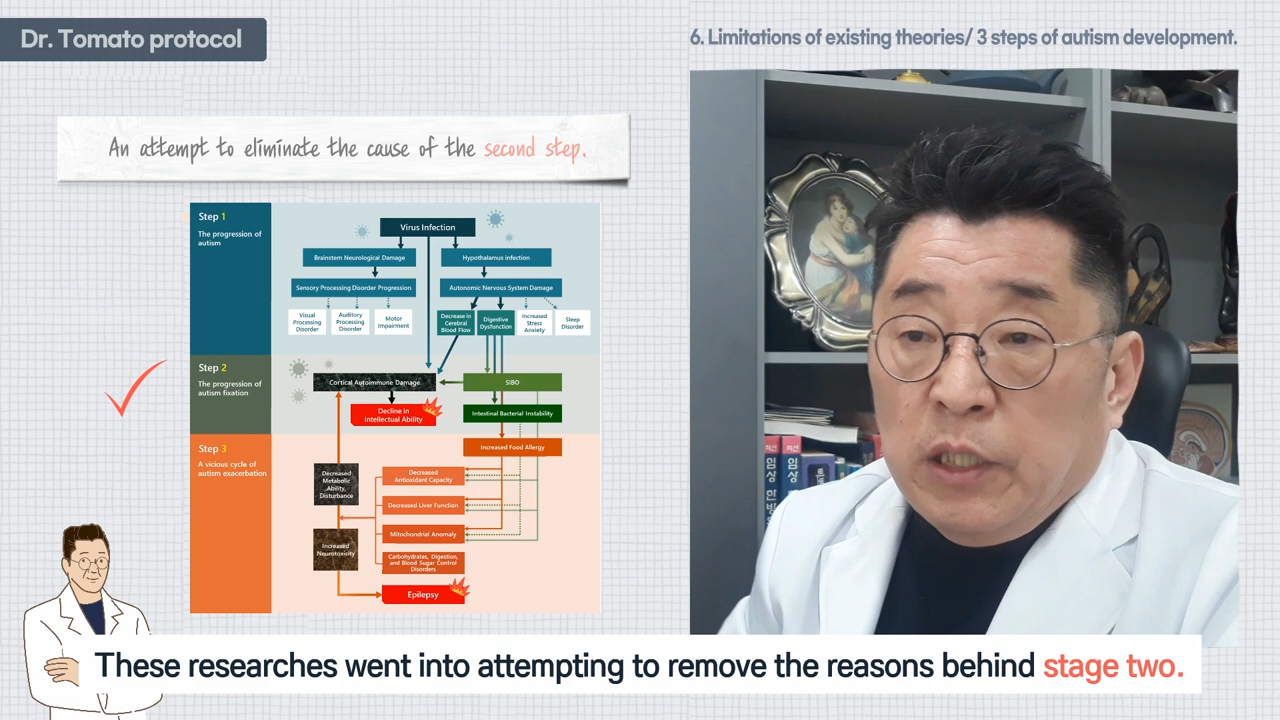 Dr. Tomato protocol
6. Limitations of existing theories/ 3 steps of autism development.
An attempt to eliminate the cause of the second step.
Step 1
The progression of
autism
Virus Infection
Brainstem Neurological Damage
Hypothalamus infection
Sensory Processing Disorder Progression
Autonomic Nervous System Damage
Visual
Processing
Disorder
Auditory
Processing
Disorder
Motor
Impairment
Decrease in
Cerebral
Blood Flow
Digestive
Dysfunction
Increased
Stress
Anxiety
Sleep
Disorder
Step 2
The progression of
autism fixation
Cortical Autoimmune Damage
SIBO
Decline in
Intellectual Ability
Intestinal Bacterial Instability
Step 3
A vicious cycle of
autism exacerbation
Increased Food Allergy
Decreased
Metabolic
Ability,
Disturbance
Decreased
Antioxidant Capacity
Decreased Liver Function
Mitochondrial Anomaly
Increased
Neurotoxicity
Carbohydrates, Digestion,
and Blood Sugar Control
Disorders
Epilepsy
임상
임상
These researches went into attempting to remove the reasons behind stage two.